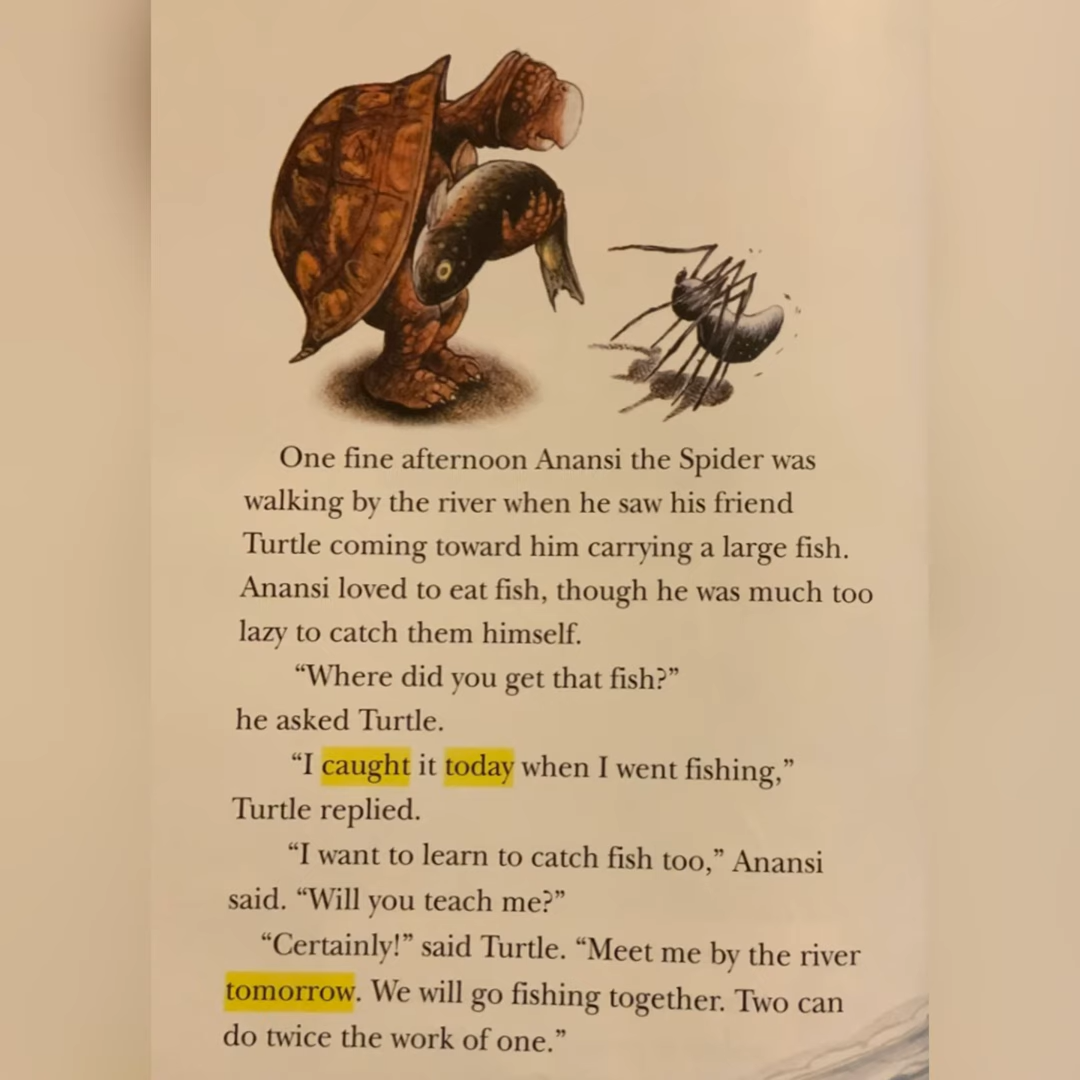 One fine afternoon Anansi the Spider was
walking by the river when he saw his friend
Turtle coming toward him carrying a large fish.
Anansi loved to eat fish, though he was much too
lazy to catch them himself.
“Where did you get that fish?”
he asked Turtle.
“I caught it today when I went fishing,”
Turtle replied.
“I want to learn to catch fish too,” Anansi
said. “Will you teach me?”
“Certainly!” said Turtle. “Meet me by the river
tomorrow. We will go fishing together. Two can
do twice the work of one.”